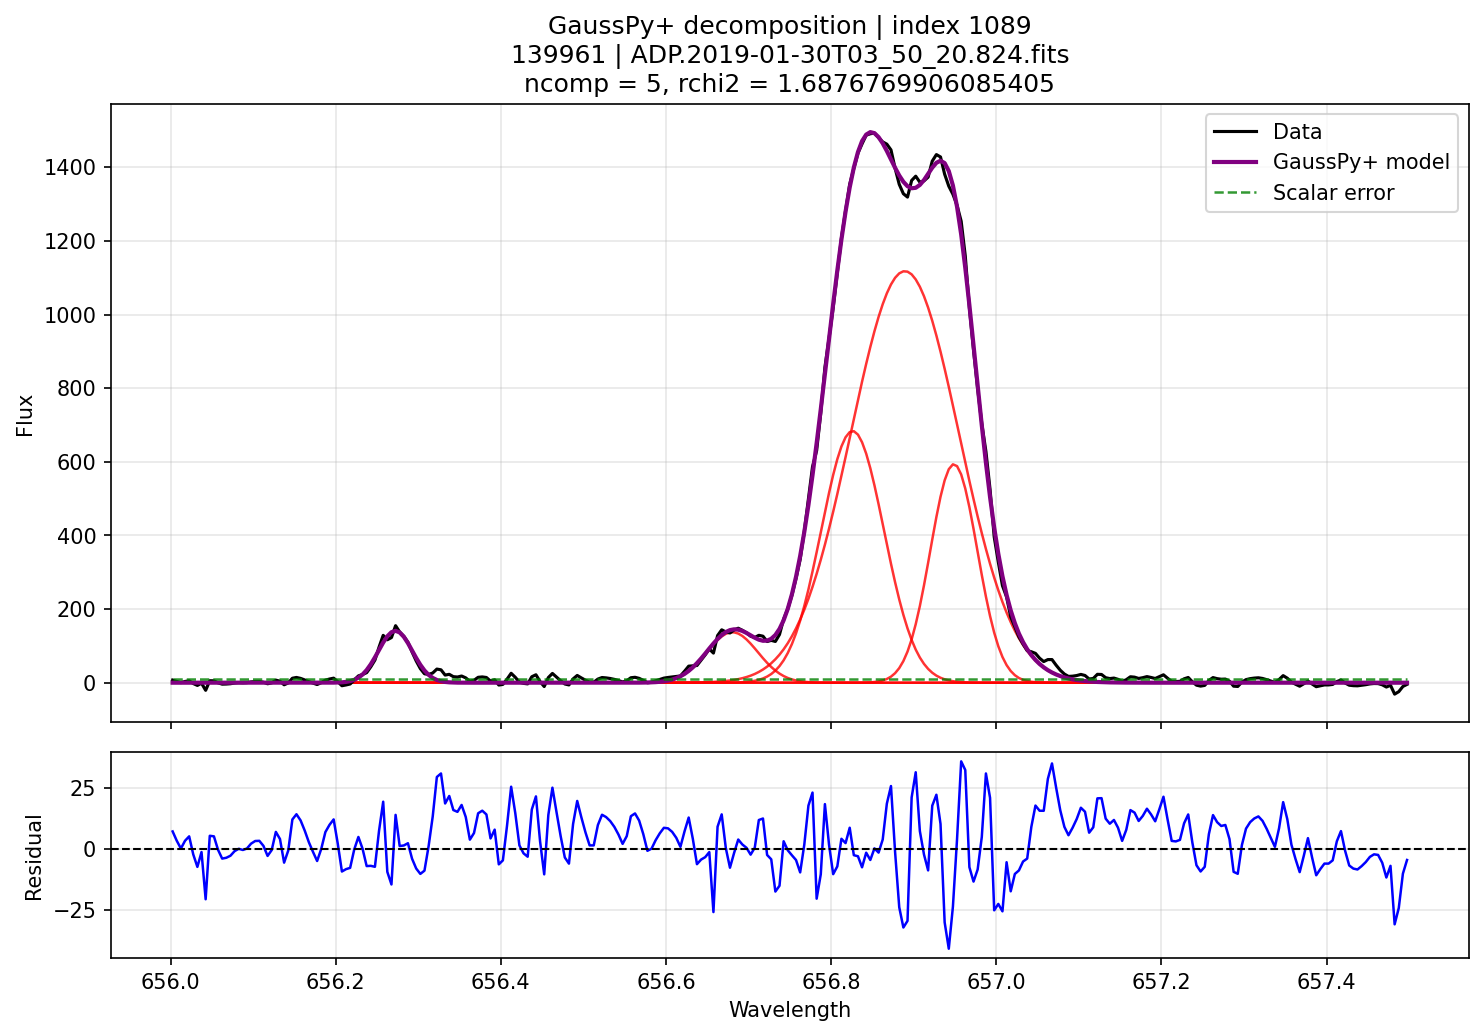 GaussPy+ decomposition | index 1089
139961 | ADP.2019-01-30T03_50_20.824.fits
ncomp = 5, rchi2 = 1.6876769906085405
Data
GaussPy+ model
Scalar error
Flux
1400
1200
1000
800
600
400
200
0
Residual
25
0
−25
656.0
656.2
656.4
656.6
656.8
657.0
657.2
657.4
Wavelength